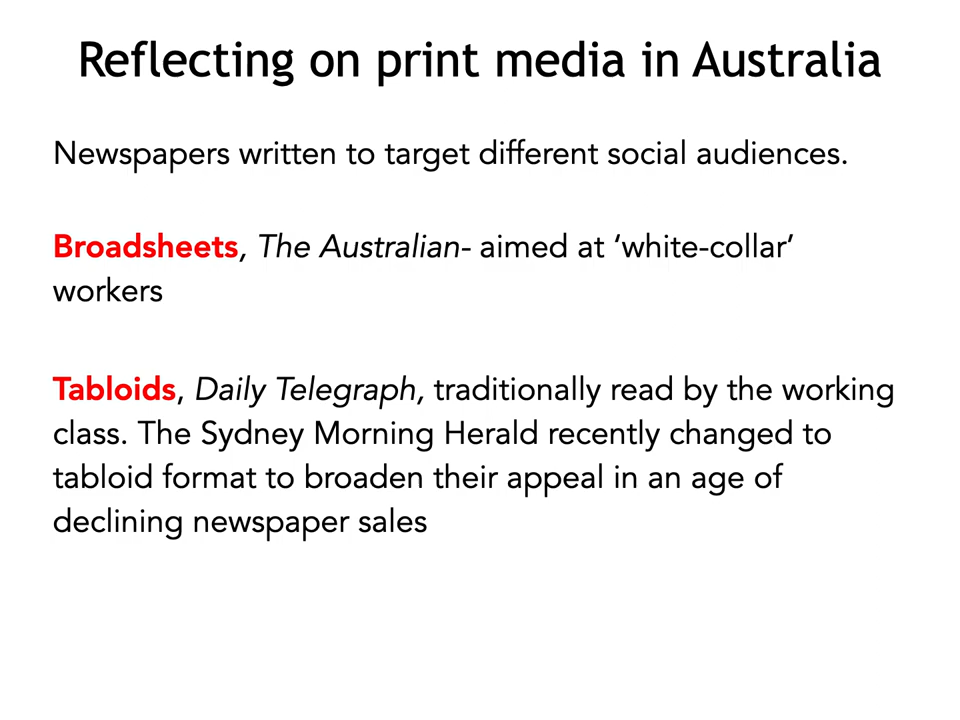 Reflecting on print media in Australia
Newspapers written to target different social audiences.
Broadsheets, The Australian- aimed at ‘white-collar’
workers
Tabloids, Daily Telegraph, traditionally read by the working
class. The Sydney Morning Herald recently changed to
tabloid format to broaden their appeal in an age of
declining newspaper sales